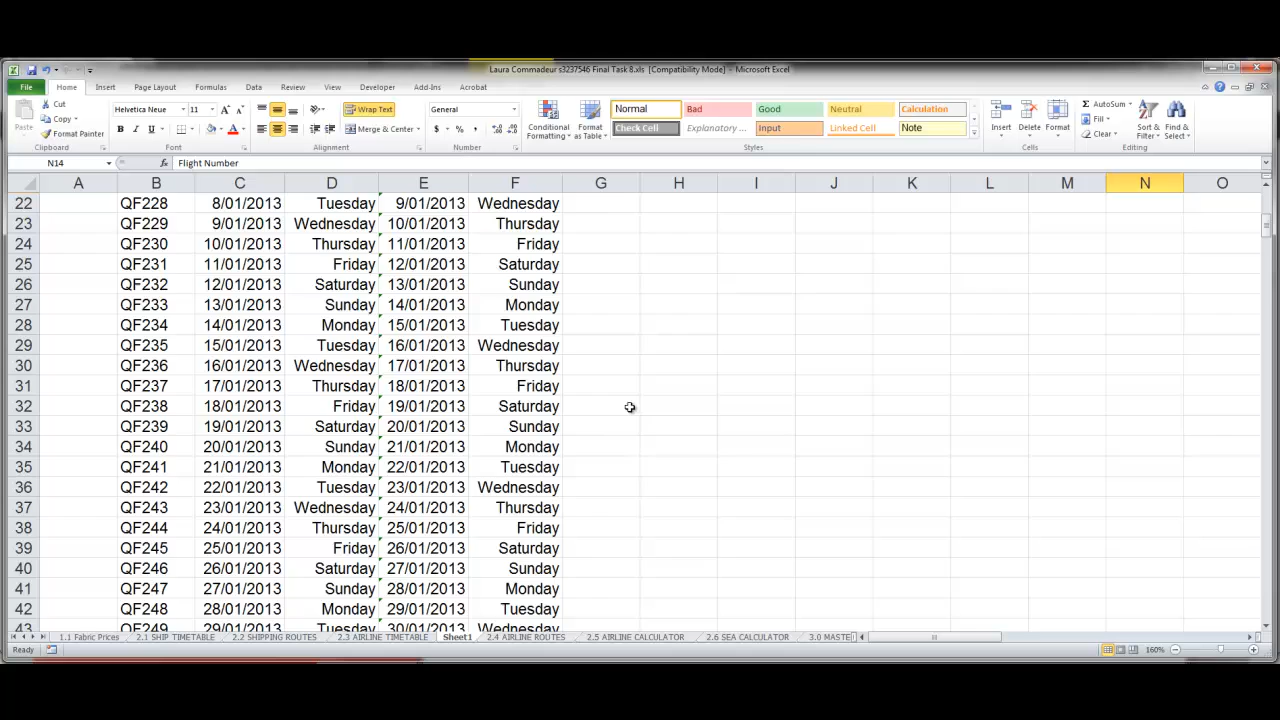 Laura Commadeur s3237546 Final Task 8.xls [Compatibility Mode] – Microsoft Excel
File Home Insert Page Layout Formulas Data Review View Developer Add-Ins Acrobat
Cut Helvetica Neue 11 Wrap Text General Normal Bad Good Neutral Calculation AutoSum
Copy Fill
Paste Format Painter Merge & Center Conditional Formatting Format as Table Check Cell Explanatory ... Input Linked Cell Note Insert Delete Format Clear Sort & Filter Find & Select
Clipboard Font Alignment Number Styles Cells Editing
N14 fx Flight Number
A B C D E F G H I J K L M N O
22 QF228 8/01/2013 Tuesday 9/01/2013 Wednesday
23 QF229 9/01/2013 Wednesday 10/01/2013 Thursday
24 QF230 10/01/2013 Thursday 11/01/2013 Friday
25 QF231 11/01/2013 Friday 12/01/2013 Saturday
26 QF232 12/01/2013 Saturday 13/01/2013 Sunday
27 QF233 13/01/2013 Sunday 14/01/2013 Monday
28 QF234 14/01/2013 Monday 15/01/2013 Tuesday
29 QF235 15/01/2013 Tuesday 16/01/2013 Wednesday
30 QF236 16/01/2013 Wednesday 17/01/2013 Thursday
31 QF237 17/01/2013 Thursday 18/01/2013 Friday
32 QF238 18/01/2013 Friday 19/01/2013 Saturday
33 QF239 19/01/2013 Saturday 20/01/2013 Sunday
34 QF240 20/01/2013 Sunday 21/01/2013 Monday
35 QF241 21/01/2013 Monday 22/01/2013 Tuesday
36 QF242 22/01/2013 Tuesday 23/01/2013 Wednesday
37 QF243 23/01/2013 Wednesday 24/01/2013 Thursday
38 QF244 24/01/2013 Thursday 25/01/2013 Friday
39 QF245 25/01/2013 Friday 26/01/2013 Saturday
40 QF246 26/01/2013 Saturday 27/01/2013 Sunday
41 QF247 27/01/2013 Sunday 28/01/2013 Monday
42 QF248 28/01/2013 Monday 29/01/2013 Tuesday
43 QF249 29/01/2013 Tuesday 30/01/2013 Wednesday
1.1 Fabric Prices 2.1 SHIP TIMETABLE 2.2 SHIPPING ROUTES 2.3 AIRLINE TIMETABLE Sheet1 2.4 AIRLINE ROUTES 2.5 AIRLINE CALCULATOR 2.6 SEA CALCULATOR 3.0 MASTE
Ready 160%